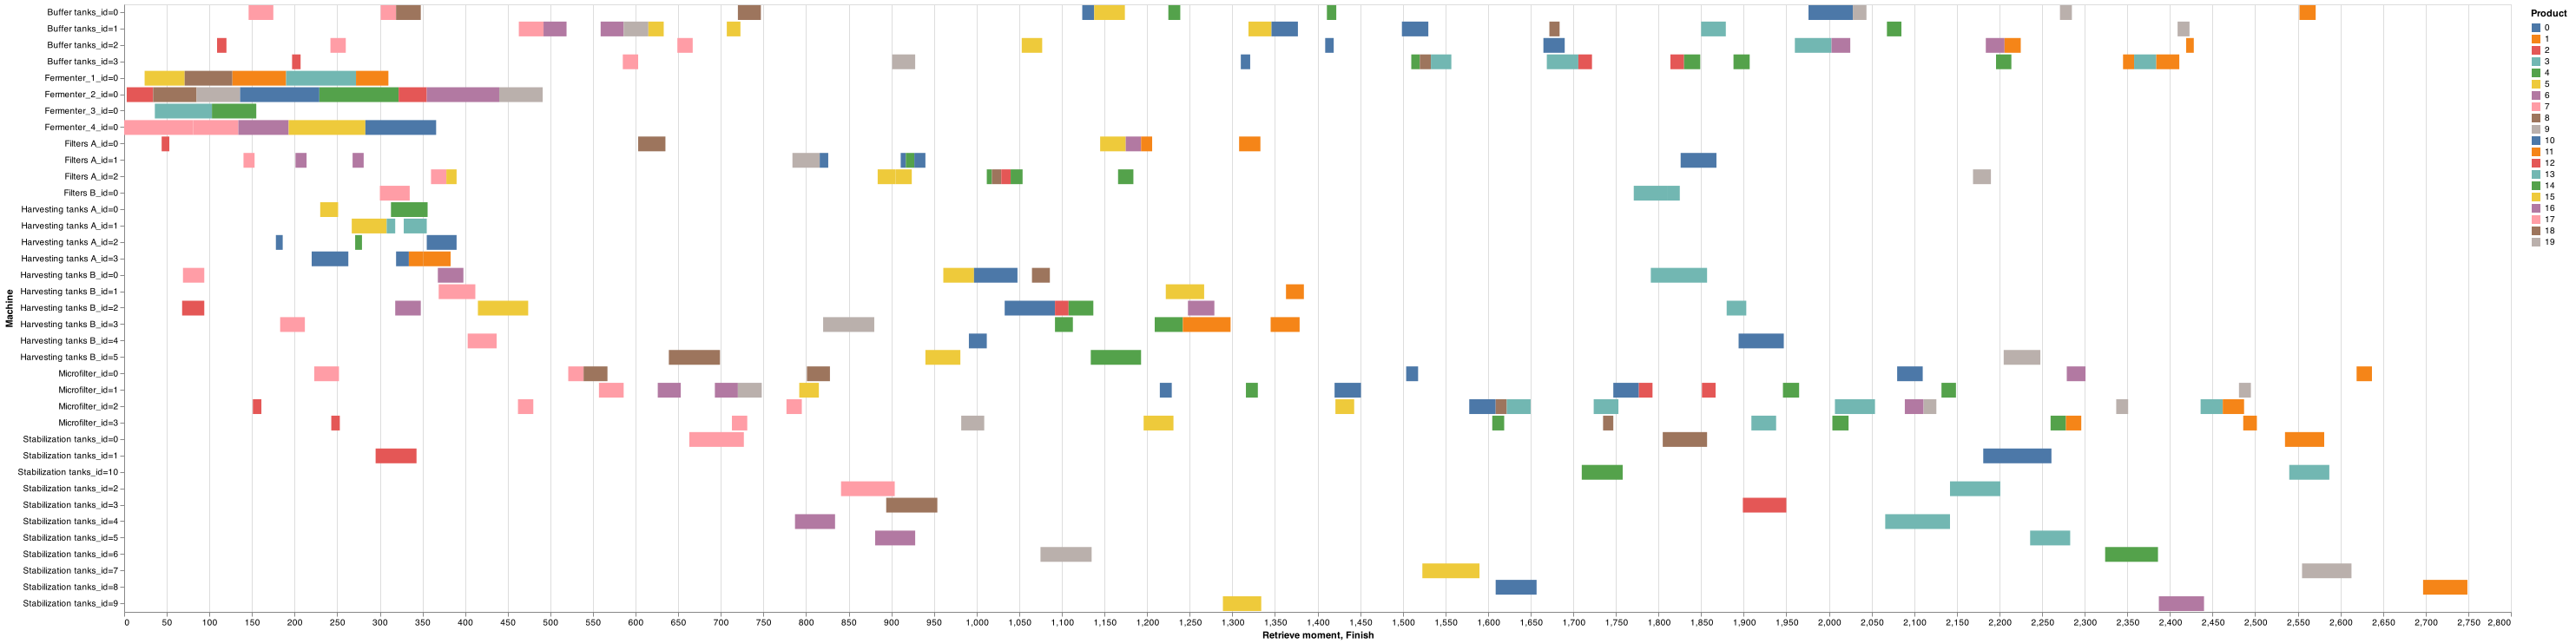 Buffer tanks_id=0
Buffer tanks_id=1
Buffer tanks_id=2
Buffer tanks_id=3
Fermenter_1_id=0
Fermenter_2_id=0
Fermenter_3_id=0
Fermenter_4_id=0
Filters A_id=0
Filters A_id=1
Filters A_id=2
Filters B_id=0
Harvesting tanks A_id=0
Harvesting tanks A_id=1
Harvesting tanks A_id=2
Harvesting tanks A_id=3
Harvesting tanks B_id=0
Harvesting tanks B_id=1
Harvesting tanks B_id=2
Harvesting tanks B_id=3
Harvesting tanks B_id=4
Harvesting tanks B_id=5
Microfilter_id=0
Microfilter_id=1
Microfilter_id=2
Microfilter_id=3
Stabilization tanks_id=0
Stabilization tanks_id=1
Stabilization tanks_id=10
Stabilization tanks_id=2
Stabilization tanks_id=3
Stabilization tanks_id=4
Stabilization tanks_id=5
Stabilization tanks_id=6
Stabilization tanks_id=7
Stabilization tanks_id=8
Stabilization tanks_id=9
Machine
0 50 100 150 200 250 300 350 400 450 500 550 600 650 700 750 800 850 900 950 1,000 1,050 1,100 1,150 1,200 1,250 1,300 1,350 1,400 1,450 1,500 1,550 1,600 1,650 1,700 1,750 1,800 1,850 1,900 1,950 2,000 2,050 2,100 2,150 2,200 2,250 2,300 2,350 2,400 2,450 2,500 2,550 2,600 2,650 2,700 2,750 2,800
Retrieve moment, Finish
Product
0
1
2
3
4
5
6
7
8
9
10
11
12
13
14
15
16
17
18
19